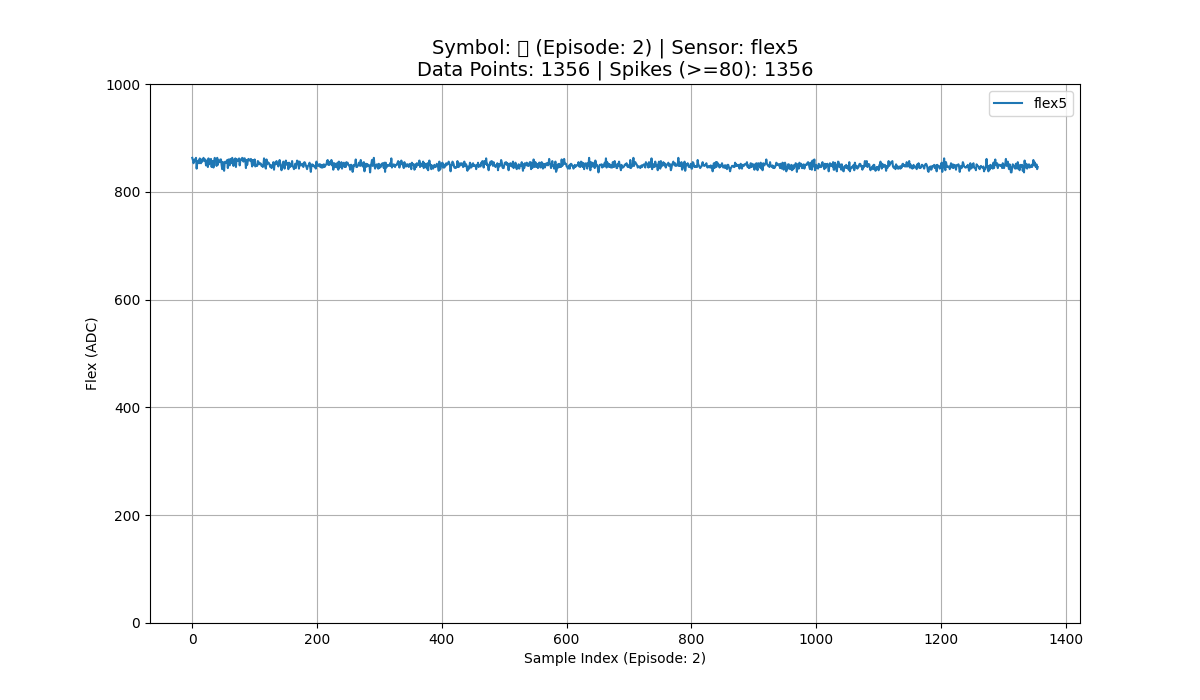 Symbol: (Episode: 2) | Sensor: flex5
Data Points: 1356 | Spikes (>=80): 1356
flex5
1000
800
600
400
200
0
Flex (ADC)
0 200 400 600 800 1000 1200 1400
Sample Index (Episode: 2)